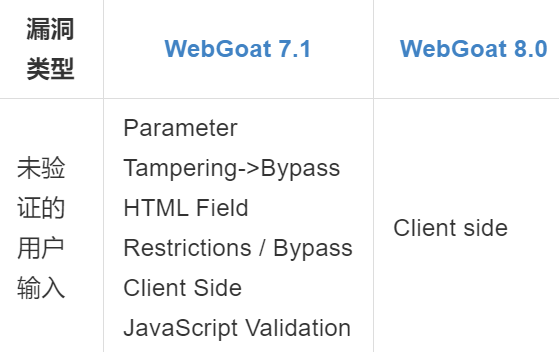 漏洞
类型
WebGoat 7.1
WebGoat 8.0
未验
证的
用户
输入
Parameter
Tampering->Bypass
HTML Field
Restrictions / Bypass
Client Side
JavaScript Validation
Client side